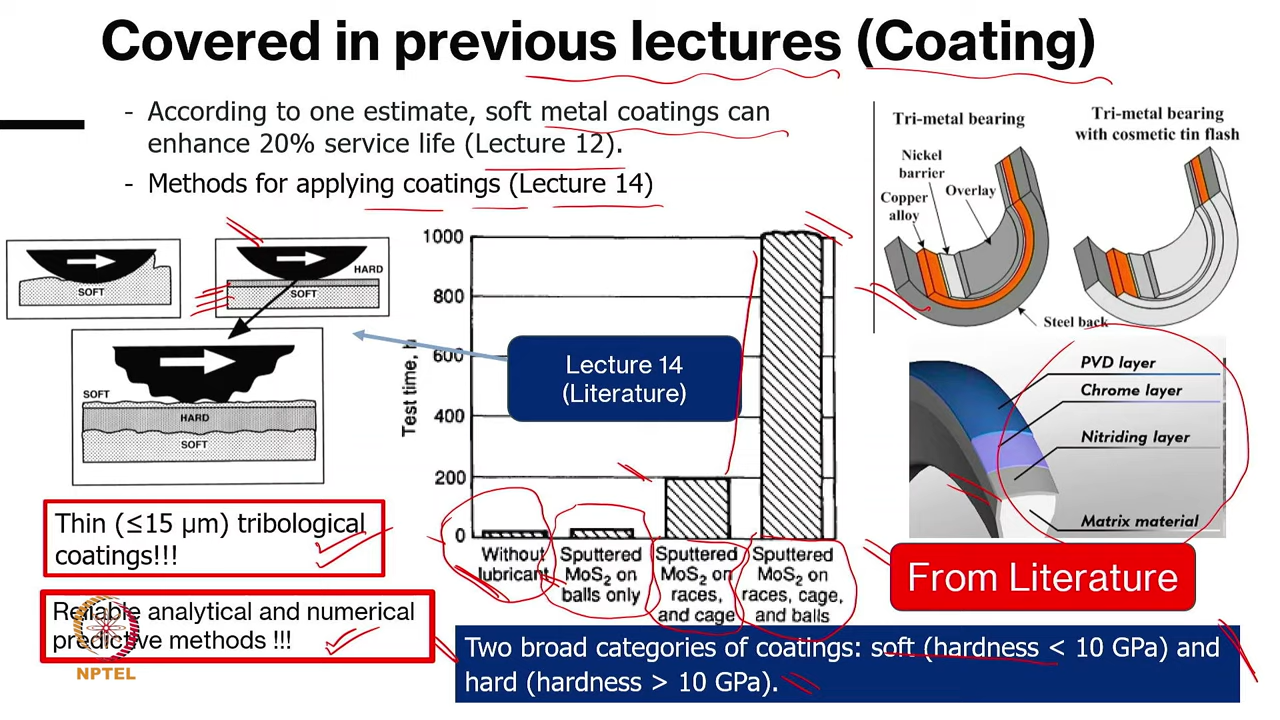 Covered in previous lectures (Coating)
- According to one estimate, soft metal coatings can
enhance 20% service life (Lecture 12).
- Methods for applying coatings (Lecture 14)
SOFT
HARD
SOFT
SOFT
HARD
SOFT
Thin (≤15 µm) tribological
coatings!!!
Reliable analytical and numerical
predictive methods !!!
NPTEL
Test time, h
1000
800
600
400
200
0
Without
lubricant
Sputtered
MoS₂ on
balls only
Sputtered
MoS₂ on
races,
and cage
Sputtered
MoS₂ on
races, cage,
and balls
Lecture 14
(Literature)
Tri-metal bearing
Nickel
barrier
Overlay
Copper
alloy
Steel back
Tri-metal bearing
with cosmetic tin flash
PVD layer
Chrome layer
Nitriding layer
Matrix material
From Literature
Two broad categories of coatings: soft (hardness < 10 GPa) and
hard (hardness > 10 GPa).